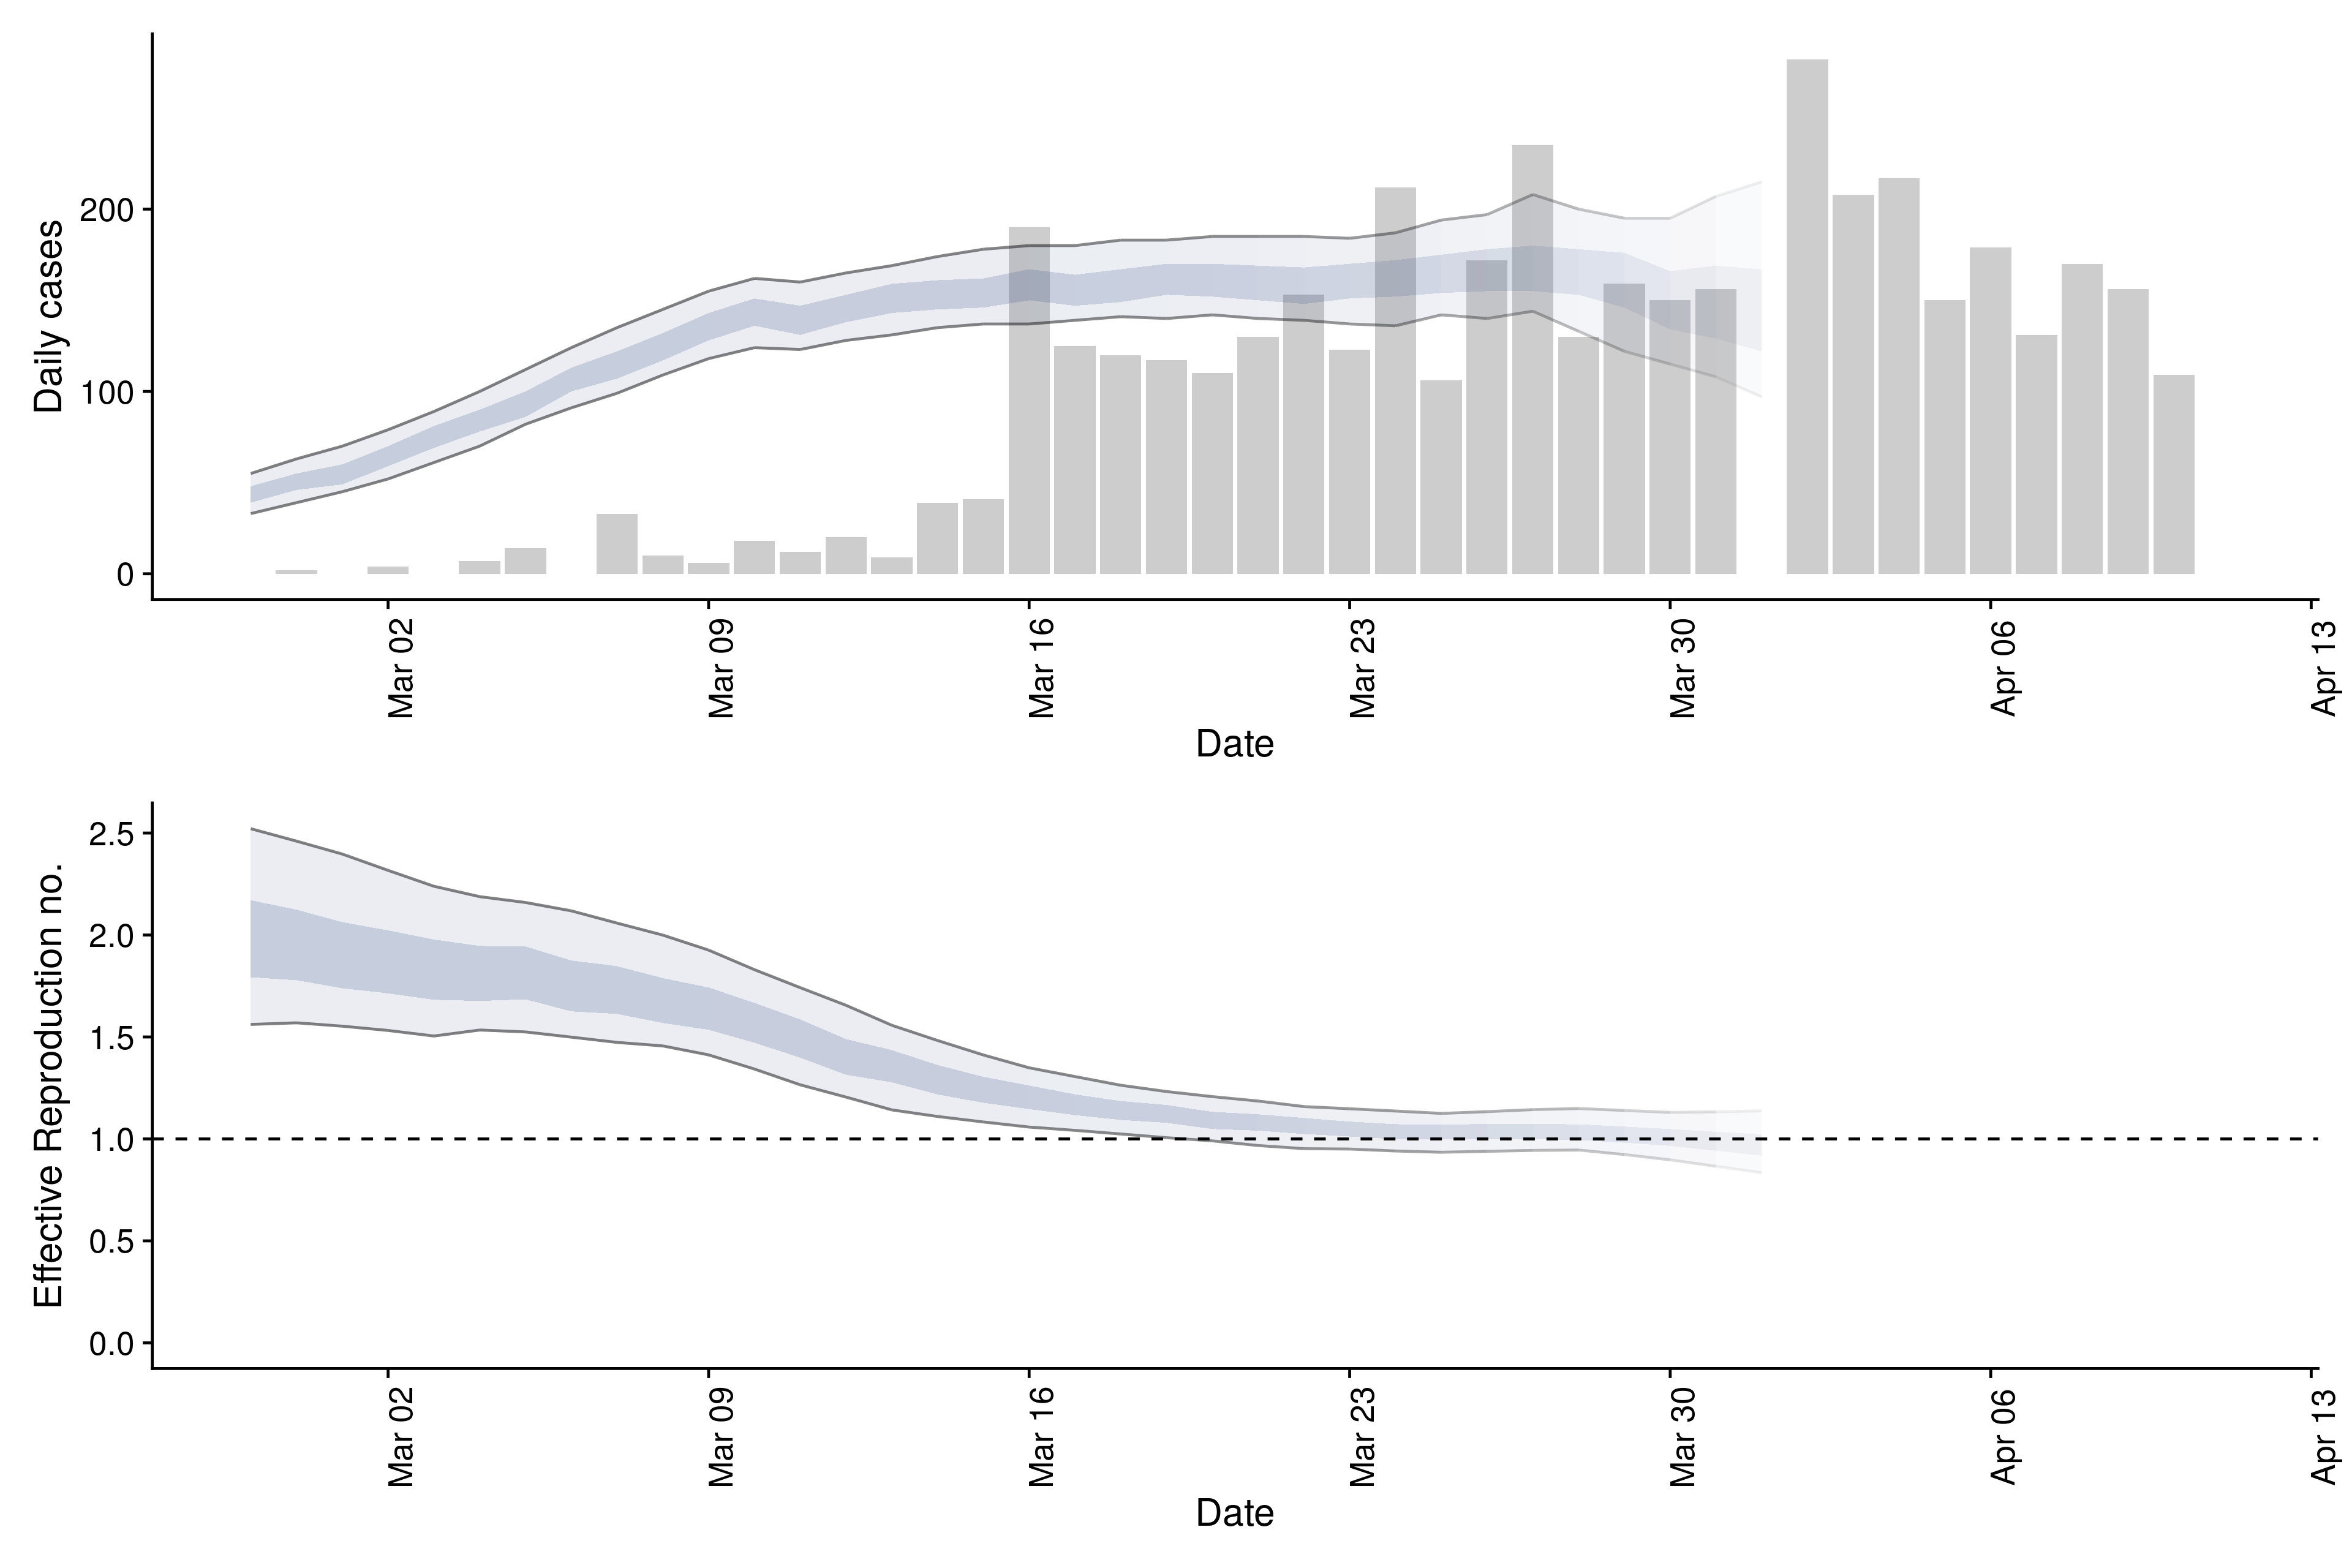 Daily cases
200
100
0
Mar 02
Mar 09
Mar 16
Mar 23
Mar 30
Apr 06
Apr 13
Date
Effective Reproduction no.
2.5
2.0
1.5
1.0
0.5
0.0
Mar 02
Mar 09
Mar 16
Mar 23
Mar 30
Apr 06
Apr 13
Date